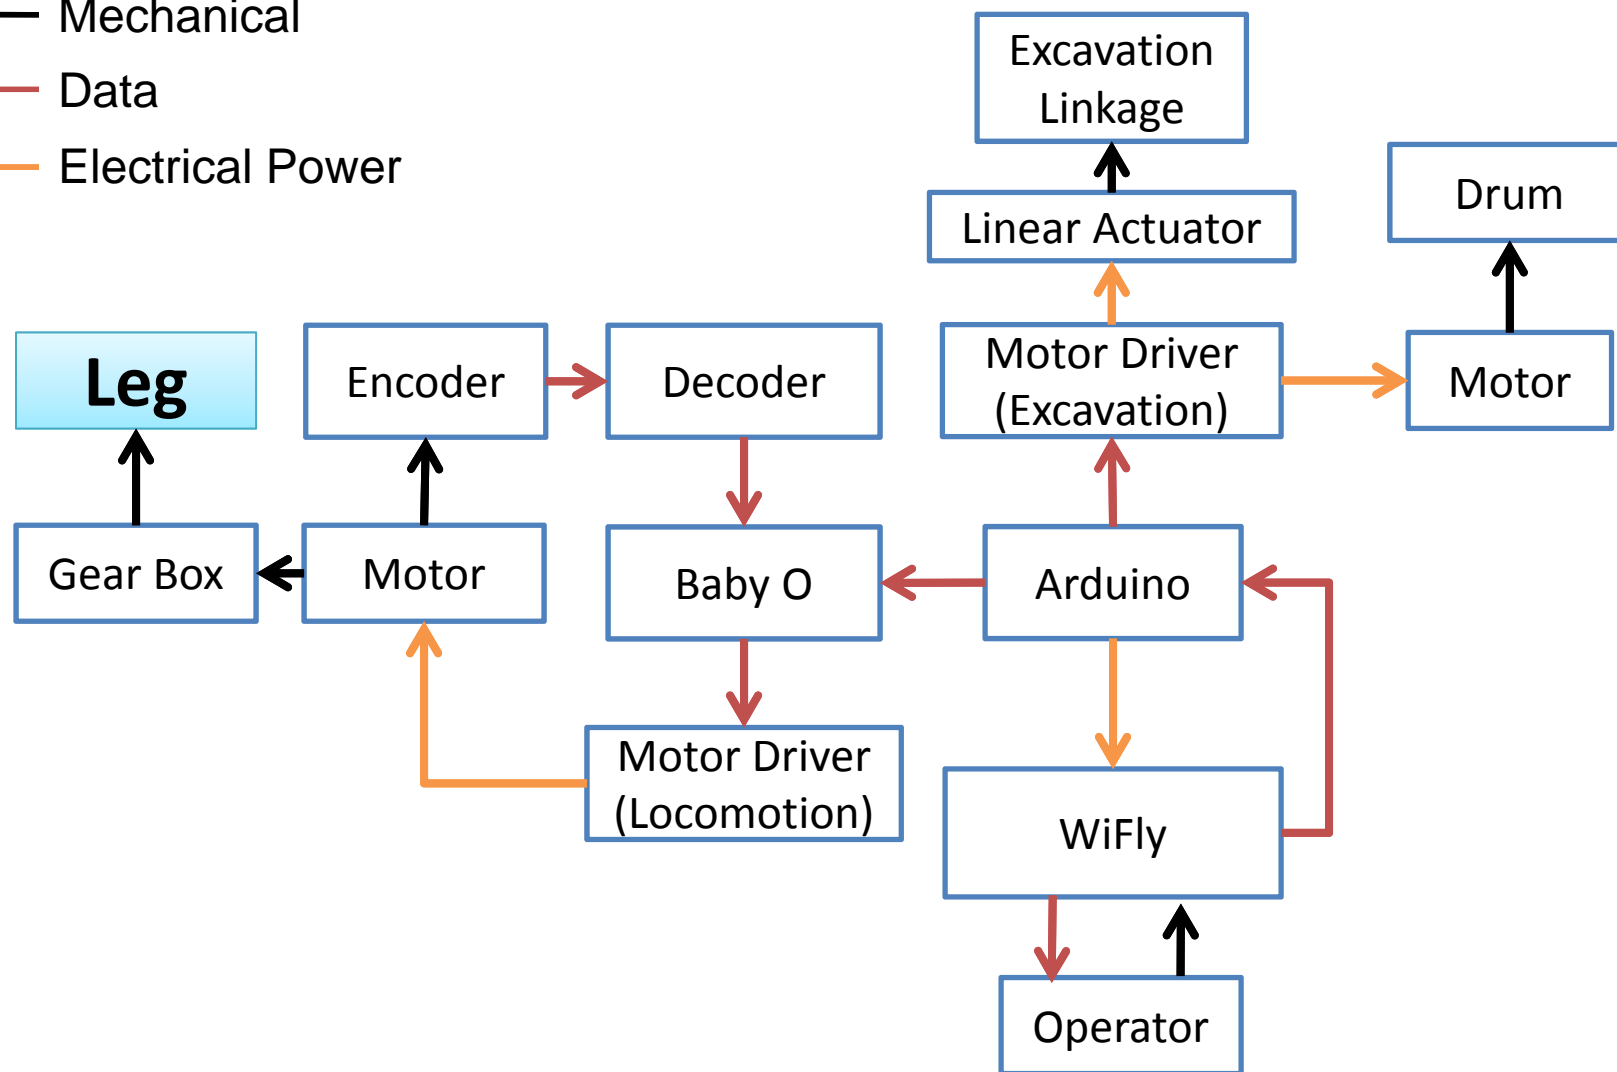 Mechanical
Data
Electrical Power
Excavation
Linkage
Drum
Linear Actuator
Leg
Encoder
Decoder
Motor Driver
(Excavation)
Motor
Gear Box
Motor
Baby O
Arduino
Motor Driver
(Locomotion)
WiFly
Operator